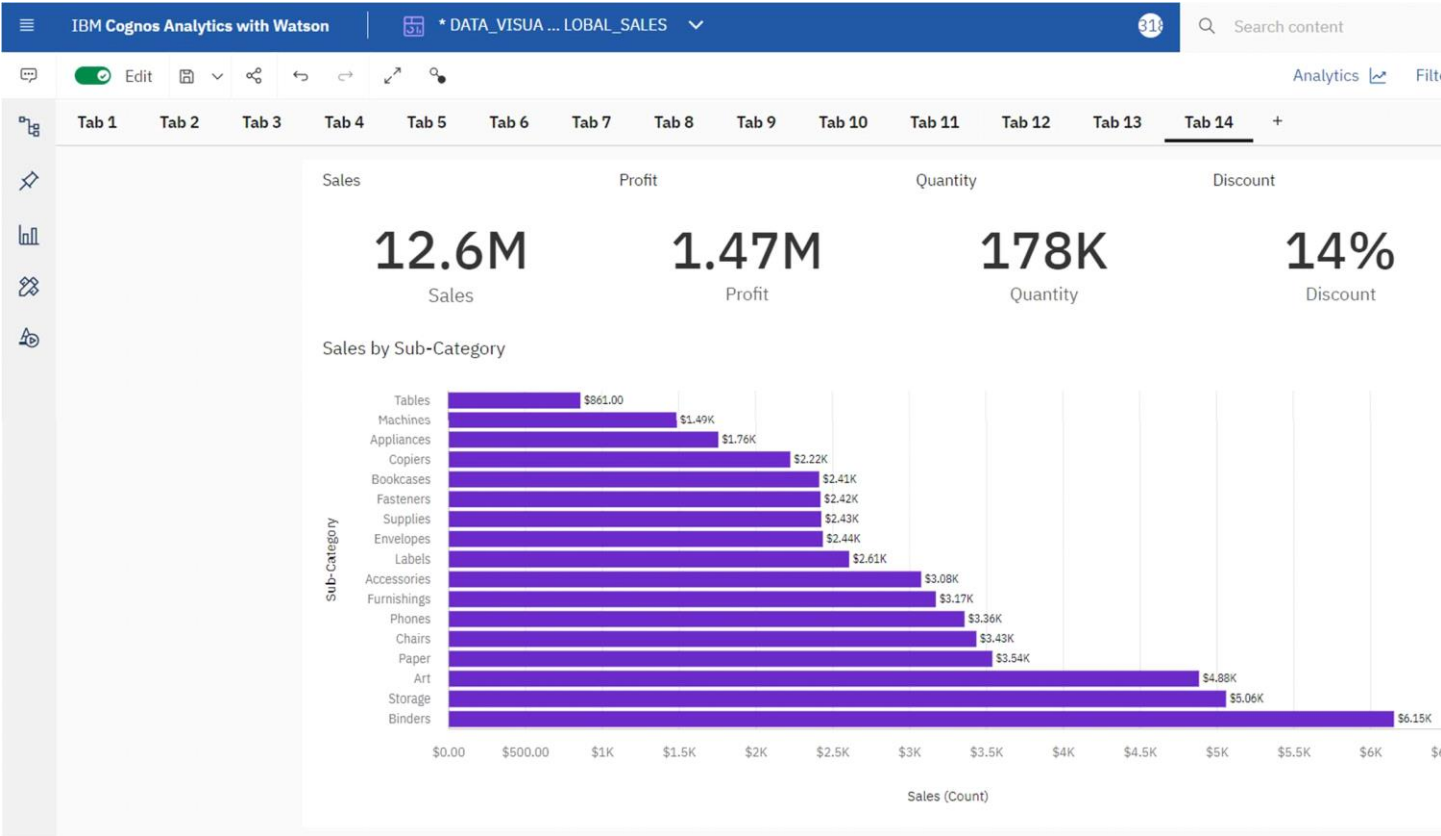 IBM Cognos Analytics with Watson
* DATA_VISUA ... LOBAL_SALES
318
Search content
Edit
Analytics
Tab 1 Tab 2 Tab 3 Tab 4 Tab 5 Tab 6 Tab 7 Tab 8 Tab 9 Tab 10 Tab 11 Tab 12 Tab 13 Tab 14 +
Sales Profit Quantity Discount
12.6M 1.47M 178K 14%
Sales Profit Quantity Discount
Sales by Sub-Category
Sub-Category
Tables $861.00
Machines $1.49K
Appliances $1.76K
Copiers $2.22K
Bookcases $2.41K
Fasteners $2.42K
Supplies $2.43K
Envelopes $2.44K
Labels $2.61K
Accessories $3.08K
Furnishings $3.17K
Phones $3.36K
Chairs $3.43K
Paper $3.54K
Art $4.88K
Storage $5.06K
Binders $6.15K
$0.00 $500.00 $1K $1.5K $2K $2.5K $3K $3.5K $4K $4.5K $5K $5.5K $6K
Sales (Count)